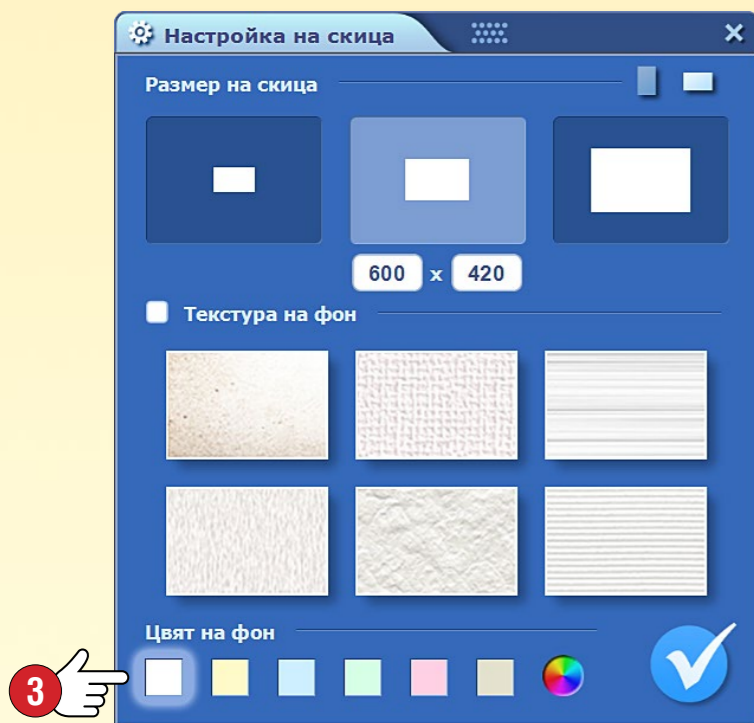 Настройка на скица
Размер на скица
600 x 420
Текстура на фон
Цвят на фон
3